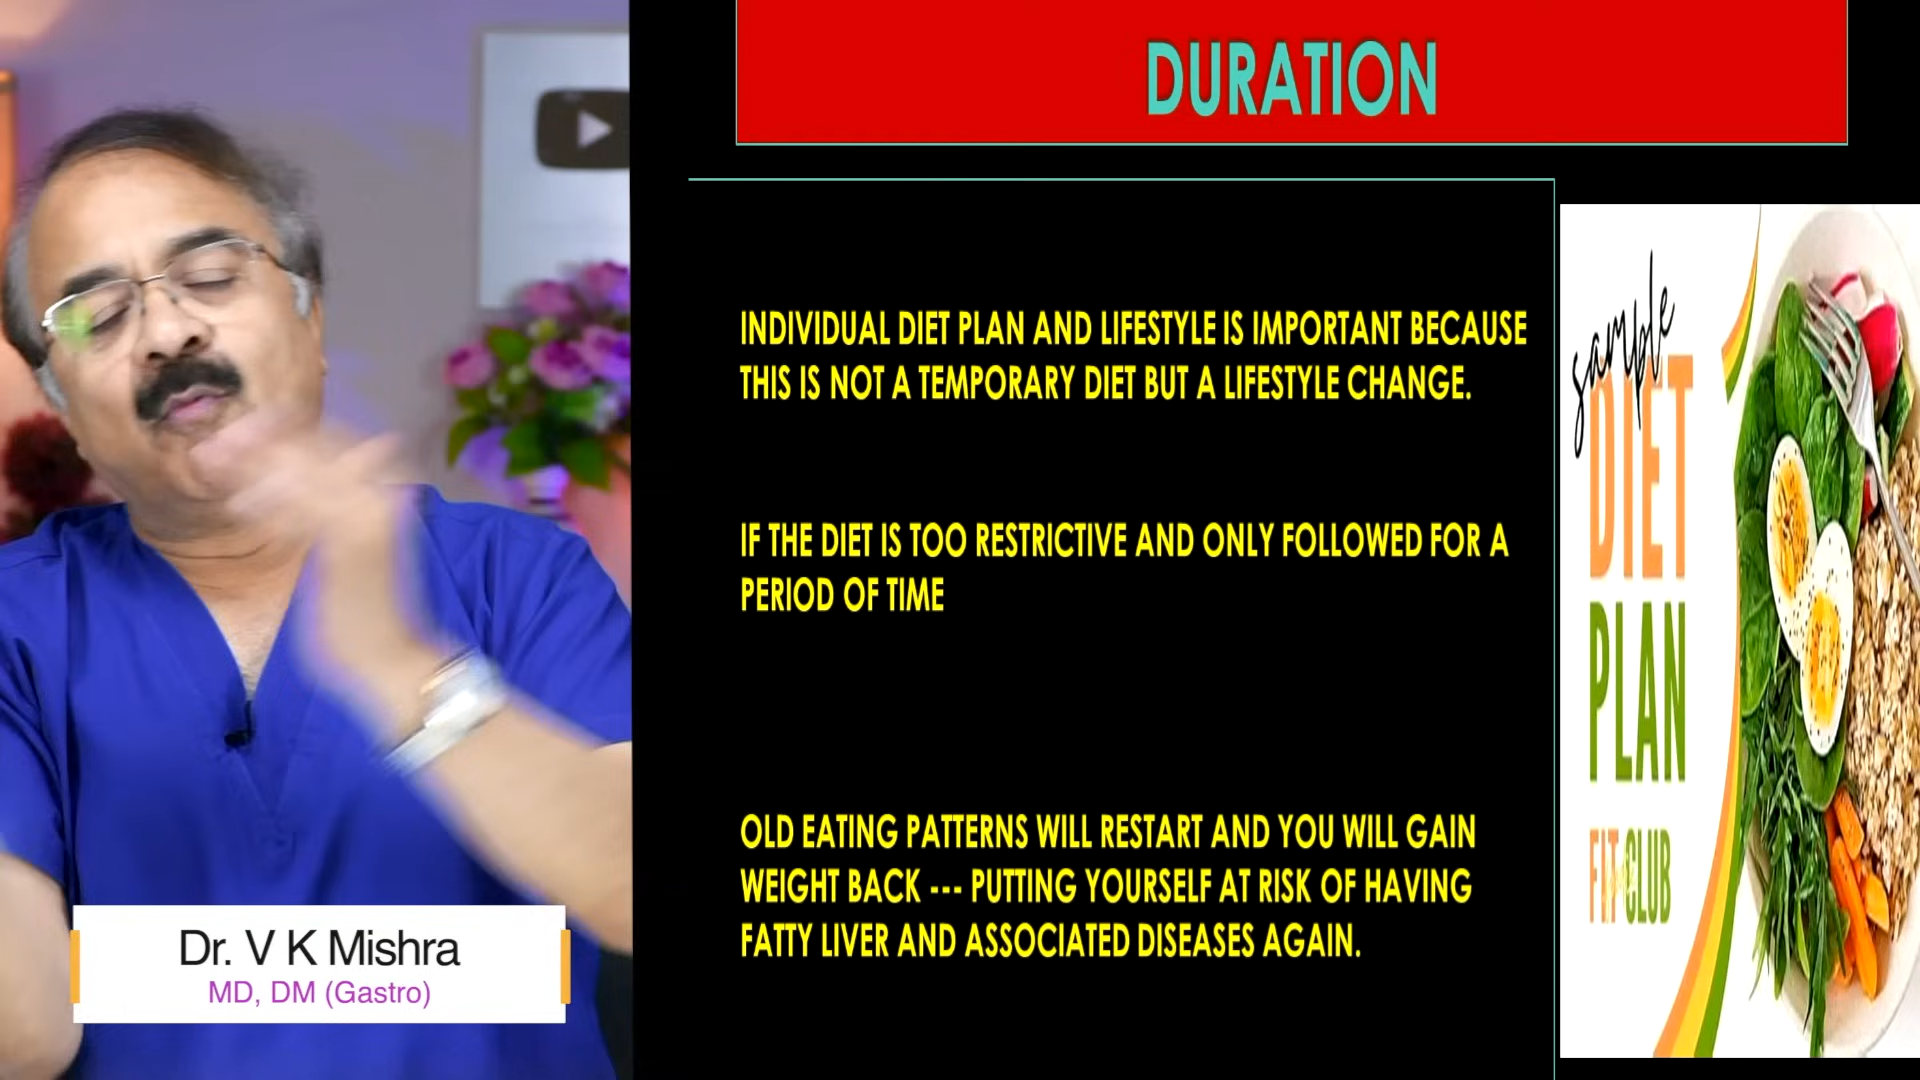 DURATION
INDIVIDUAL DIET PLAN AND LIFESTYLE IS IMPORTANT BECAUSE
THIS IS NOT A TEMPORARY DIET BUT A LIFESTYLE CHANGE.
IF THE DIET IS TOO RESTRICTIVE AND ONLY FOLLOWED FOR A
PERIOD OF TIME
OLD EATING PATTERNS WILL RESTART AND YOU WILL GAIN
WEIGHT BACK --- PUTTING YOURSELF AT RISK OF HAVING
FATTY LIVER AND ASSOCIATED DISEASES AGAIN.
sample
DIET
PLAN
FIT CLUB
Dr. V K Mishra
MD, DM (Gastro)